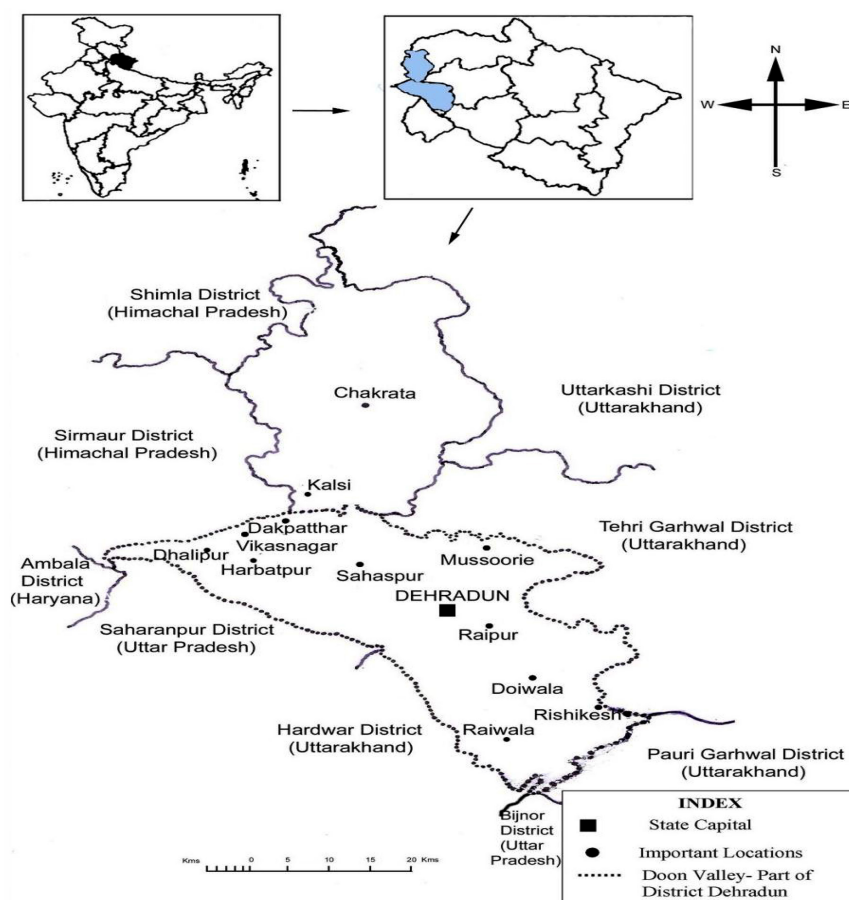 N
W
E
S
Shimla District
(Himachal Pradesh)
Chakrata
Uttarkashi District
(Uttarakhand)
Sirmaur District
(Himachal Pradesh)
Kalsi
Dakpatthar
Vikasnagar
Dhalipur
Harbatpur
Sahaspur
Mussoorie
Tehri Garhwal District
(Uttarakhand)
Ambala
District
(Haryana)
DEHRADUN
Raipur
Saharanpur District
(Uttar Pradesh)
Doiwala
Rishikesh
Raiwala
Hardwar District
(Uttarakhand)
Pauri Garhwal District
(Uttarakhand)
Bijnor
District
(Uttar
Pradesh)
Kms 0 5 10 15 20 Kms
INDEX
State Capital
Important Locations
Doon Valley- Part of
District Dehradun